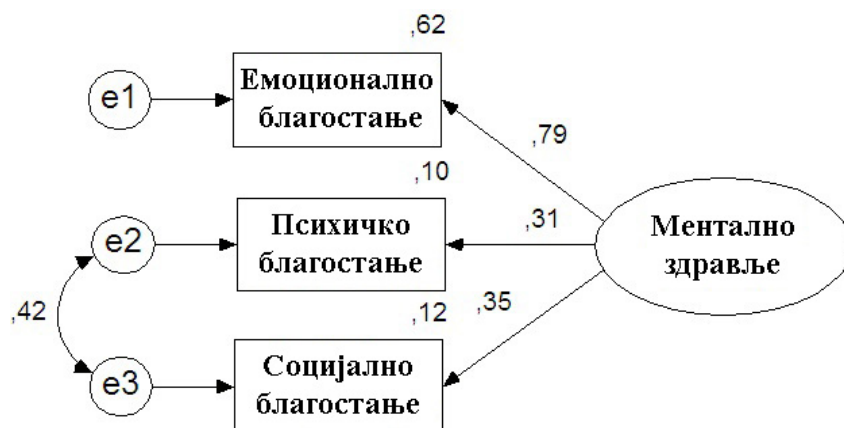 ,62
e1
Емоционално
благостање
,79
,10
e2
Психичко
благостање
,31
Ментално
здравље
,42
,12
,35
e3
Социјално
благостање